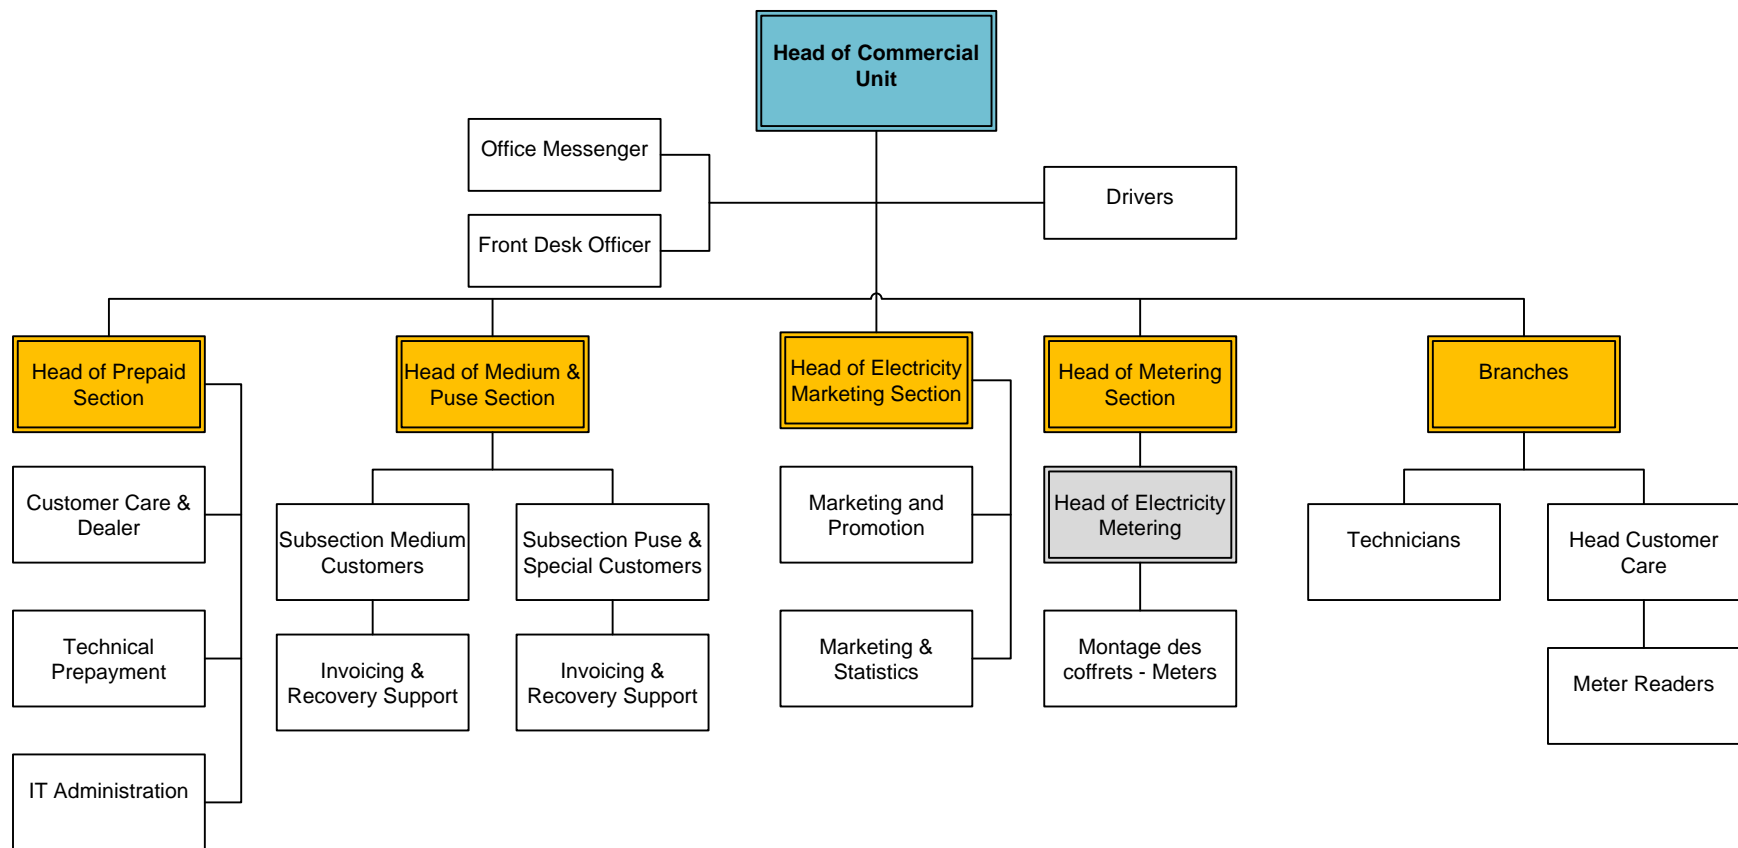 Head of Commercial
Unit
Office Messenger
Drivers
Front Desk Officer
Head of Prepaid
Section
Head of Medium &
Puse Section
Head of Electricity
Marketing Section
Head of Metering
Section
Branches
Customer Care &
Dealer
Subsection Medium
Customers
Subsection Puse &
Special Customers
Marketing and
Promotion
Head of Electricity
Metering
Technicians
Head Customer
Care
Technical
Prepayment
Invoicing &
Recovery Support
Invoicing &
Recovery Support
Marketing &
Statistics
Montage des
coffrets - Meters
Meter Readers
IT Administration